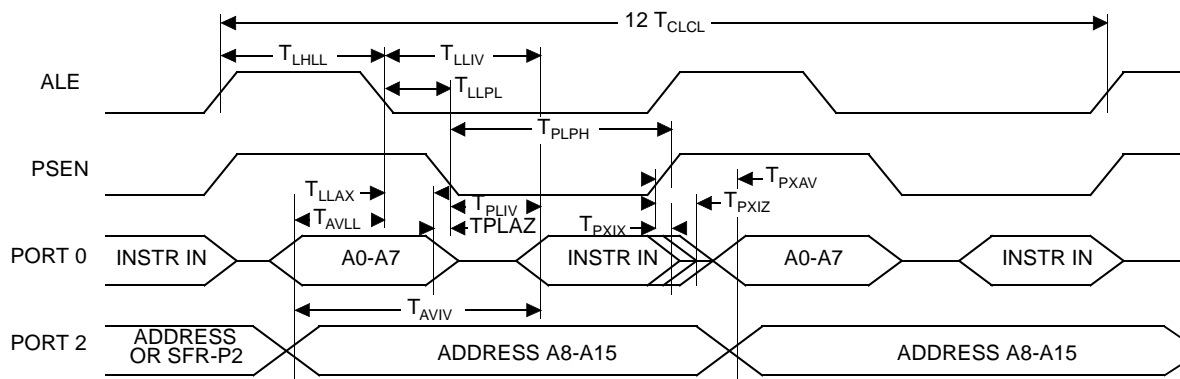 12 TCLCL
TLHLL
TLLIV
ALE
TLLPL
TPLPH
PSEN
TLLAX
TPXAV
TAVLL
TPLIV
TPXIZ
TPLAZ
TPXIX
PORT 0
INSTR IN
A0-A7
INSTR IN
A0-A7
INSTR IN
TAVIV
PORT 2
ADDRESS
OR SFR-P2
ADDRESS A8-A15
ADDRESS A8-A15